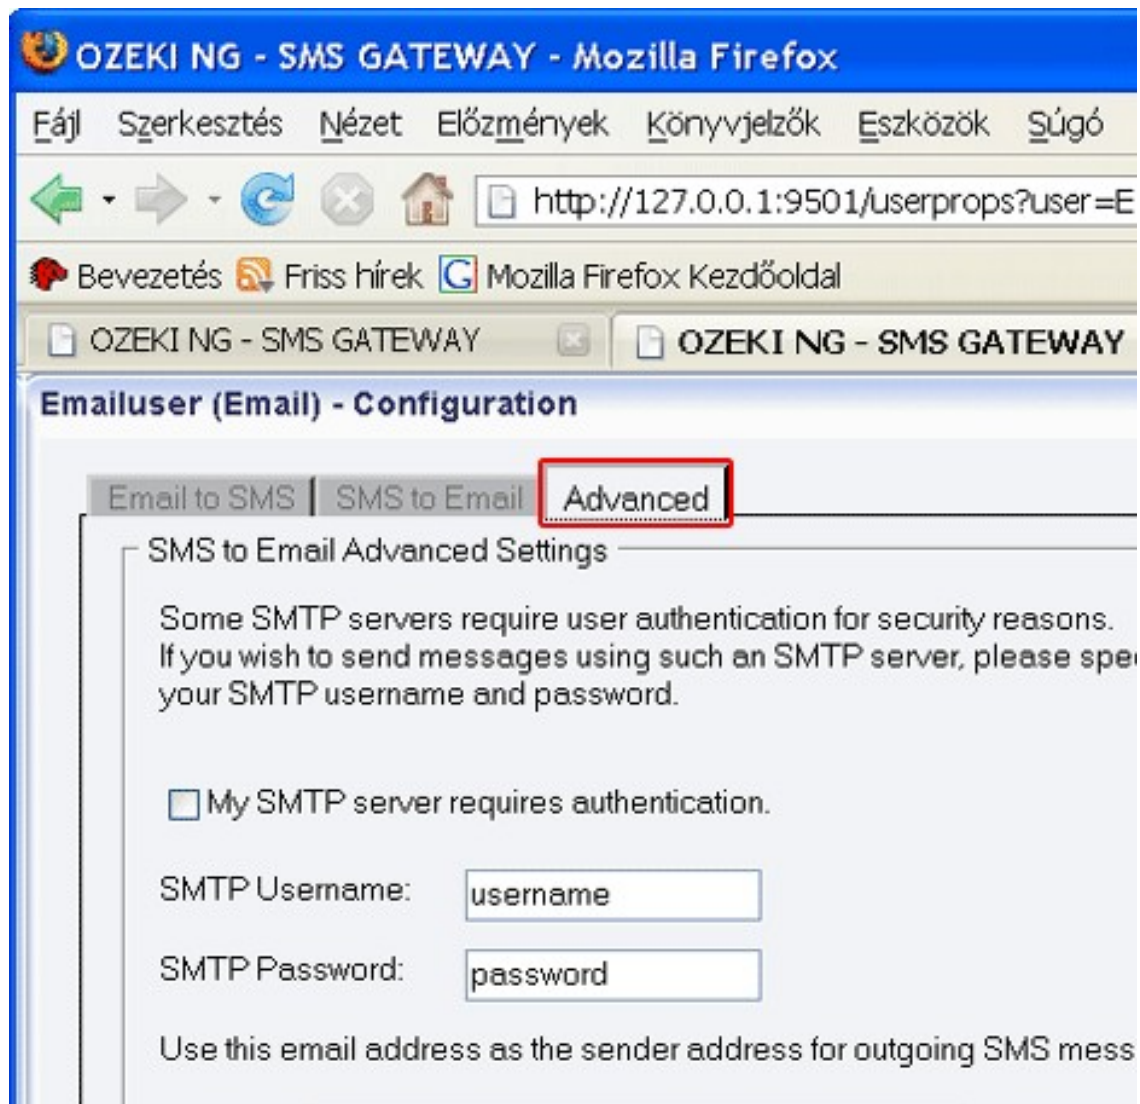 OZEKI NG - SMS GATEWAY - Mozilla Firefox
Fájl Szerkesztés Nézet Előzmények Könyvjelzők Eszközök Súgó
http://127.0.0.1:9501/userprops?user=E
Bevezetés Friss hírek G Mozilla Firefox Kezdőoldal
OZEKI NG - SMS GATEWAY OZEKI NG - SMS GATEWAY
Emailuser (Email) - Configuration
Email to SMS SMS to Email Advanced
SMS to Email Advanced Settings
Some SMTP servers require user authentication for security reasons.
If you wish to send messages using such an SMTP server, please spec
your SMTP username and password.
My SMTP server requires authentication.
SMTP Username: username
SMTP Password: password
Use this email address as the sender address for outgoing SMS mess